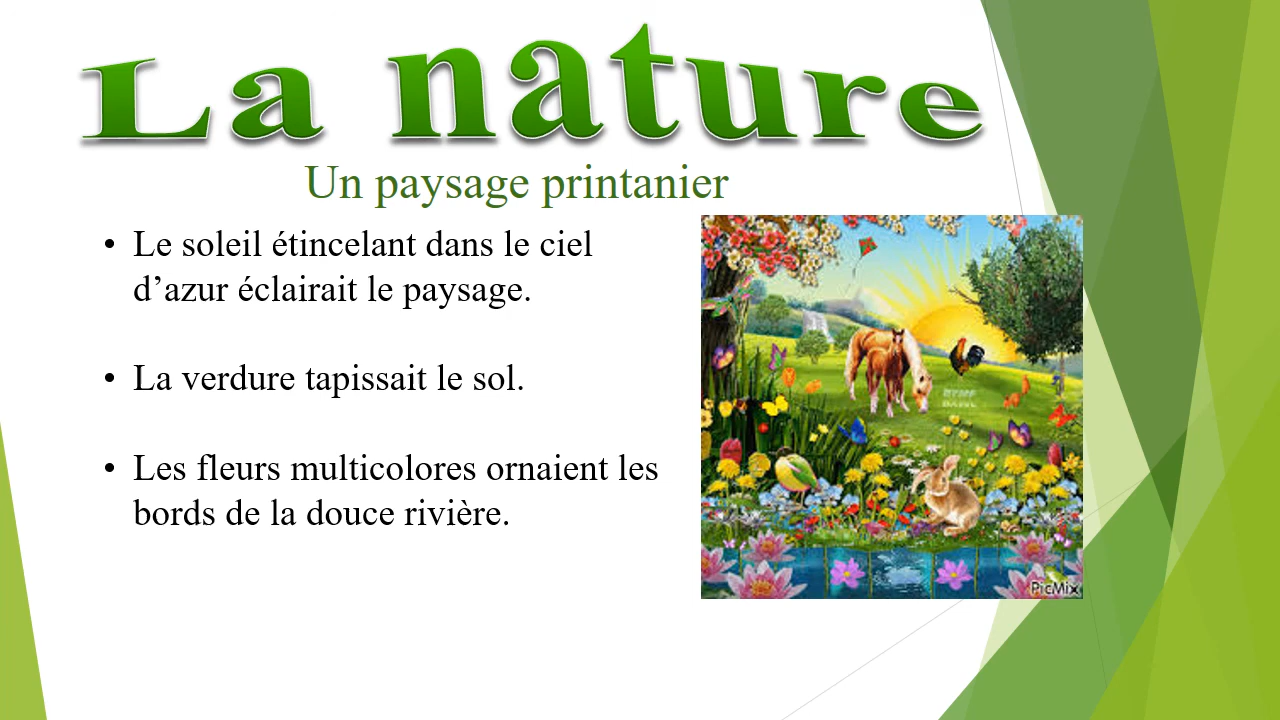 La nature
Un paysage printanier
• Le soleil étincelant dans le ciel
d’azur éclairait le paysage.
• La verdure tapissait le sol.
• Les fleurs multicolores ornaient les
bords de la douce rivière.
PicMix